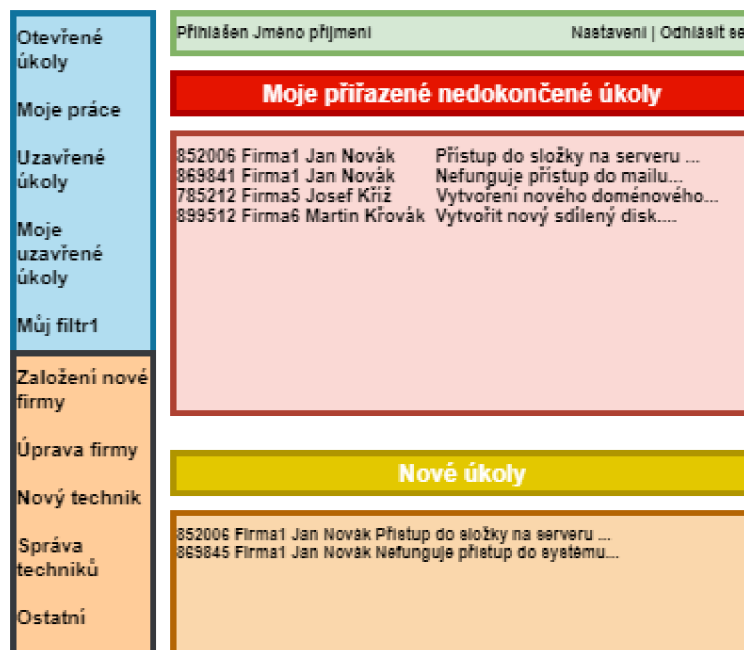 Otevřené
úkoly
Moje práce
Uzavřené
úkoly
Moje
uzavřené
úkoly
Můj filtr1
Založení nové
firmy
Úprava firmy
Nový technik
Správa
techniků
Ostatní
Přihlášen Jméno příjmení Nastavení | Odhlásit se
Moje přiřazené nedokončené úkoly
852006 Firma1 Jan Novák Přístup do složky na serveru ...
869841 Firma1 Jan Novák Nefunguje přístup do mailu...
785212 Firma5 Josef Kříž Vytvoření nového doménového...
899512 Firma6 Martin Křovák Vytvořit nový sdílený disk....
Nové úkoly
852006 Firma1 Jan Novák Přístup do složky na serveru ...
869845 Firma1 Jan Novák Nefunguje přístup do systému...